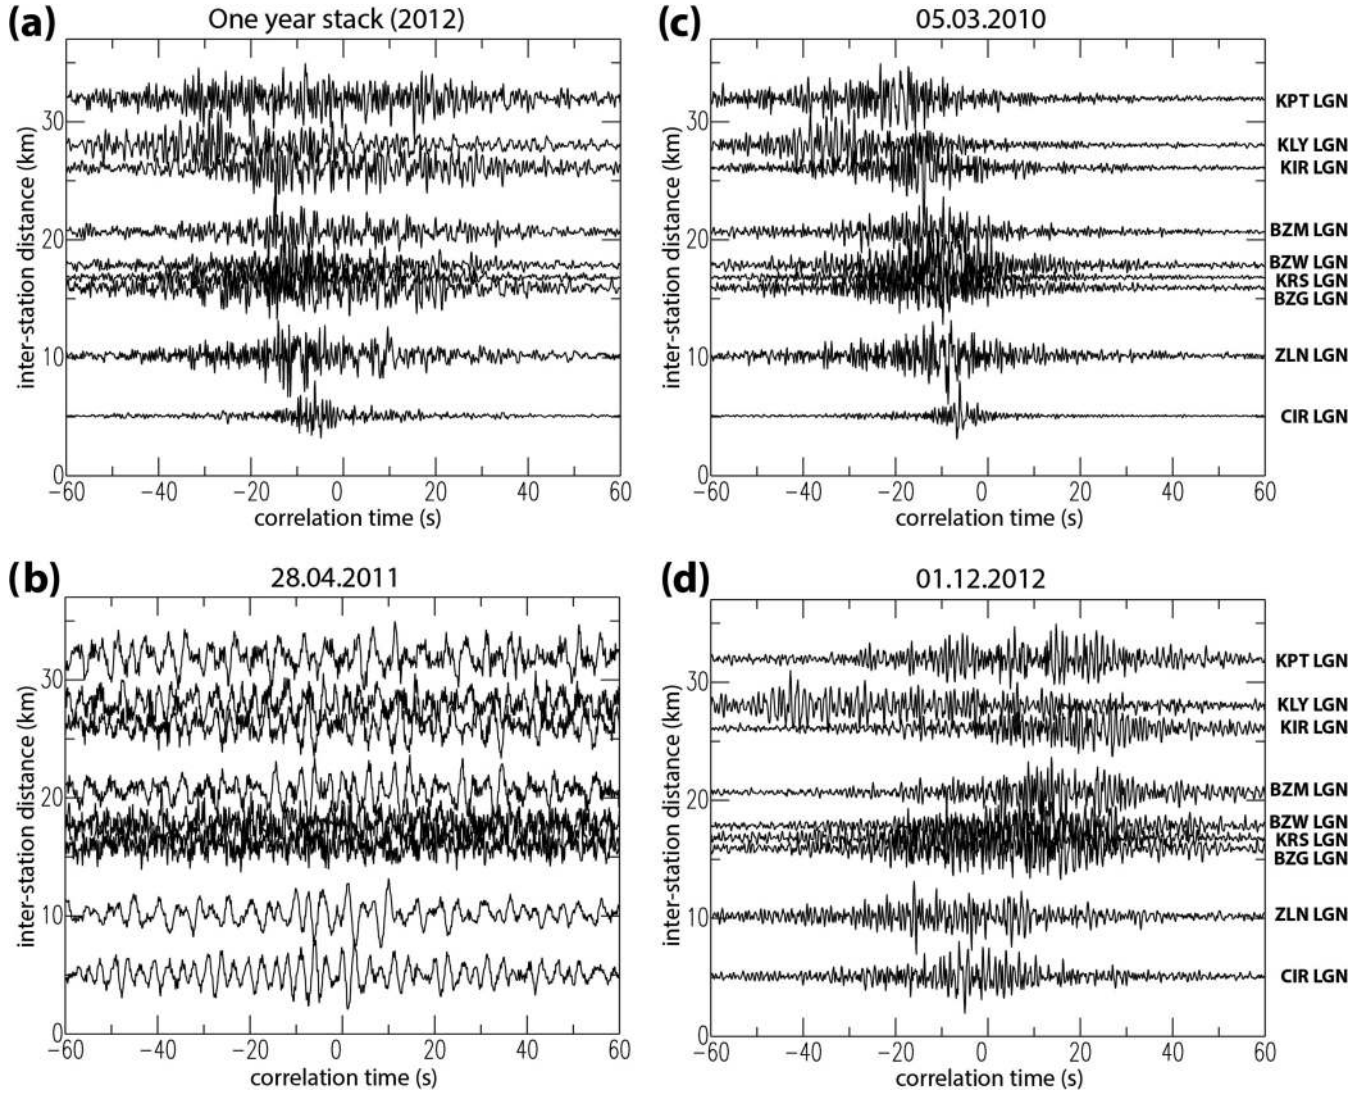 (a) One year stack (2012)
inter-station distance (km)
30
20
10
0
−60 −40 −20 0 20 40 60
correlation time (s)
(c) 05.03.2010
inter-station distance (km)
30
20
10
0
−60 −40 −20 0 20 40 60
correlation time (s)
KPT LGN
KLY LGN
KIR LGN
BZM LGN
BZW LGN
KRS LGN
BZG LGN
ZLN LGN
CIR LGN
(b) 28.04.2011
inter-station distance (km)
30
20
10
0
−60 −40 −20 0 20 40 60
correlation time (s)
(d) 01.12.2012
inter-station distance (km)
30
20
10
0
−60 −40 −20 0 20 40 60
correlation time (s)
KPT LGN
KLY LGN
KIR LGN
BZM LGN
BZW LGN
KRS LGN
BZG LGN
ZLN LGN
CIR LGN